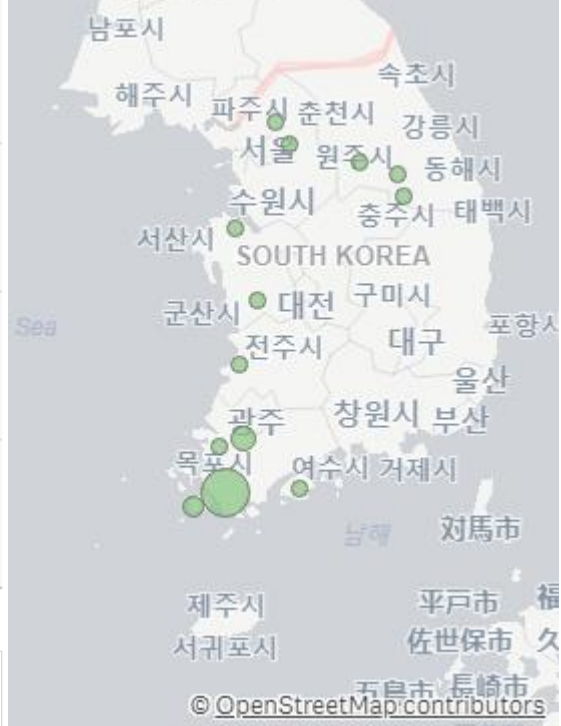 남포시
속초시
해주시
파주시 춘천시
강릉시
서울 원주시
동해시
수원시
충주시 태백시
서산시
SOUTH KOREA
구미시
군산시 대전
Sea
포항시
전주시
대구
울산
광주
창원시 부산
목포시
여수시 거제시
남해
対馬市
제주시
平戸市 福
서귀포시
佐世保市 久
五島市 長崎市
© OpenStreetMap contributors